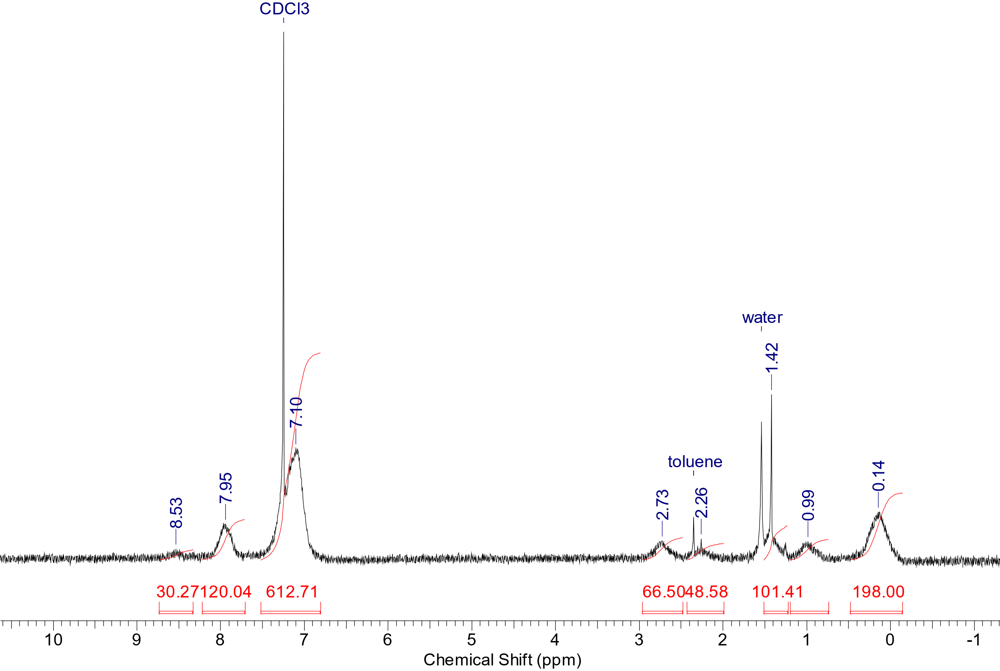 CDCl3
water
1.42
7.10
toluene
0.14
7.95
2.26
2.73
0.99
8.53
30.27 120.04 612.71 66.50 48.58 101.41 198.00
10 9 8 7 6 5 4 3 2 1 0 -1
Chemical Shift (ppm)